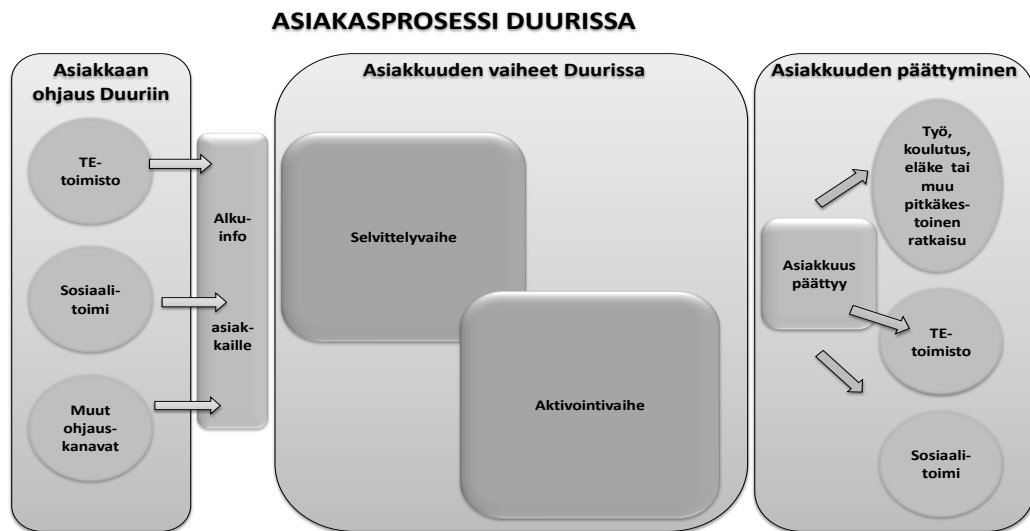 ASIAKASPROSESSI DUURISSA
Asiakkaan
ohjaus Duuriin
TE-
toimisto
Sosiaali-
toimi
Muut
ohjaus-
kanavat
Alku-
info
asiak-
kaille
Asiakkuuden vaiheet Duurissa
Selvittelyvaihe
Aktivointivaihe
Asiakkuuden päättyminen
Asiakkuus
päättyy
Työ,
koulutus,
eläke tai
muu
pitkäkes-
toinen
ratkaisu
TE-
toimisto
Sosiaali-
toimi